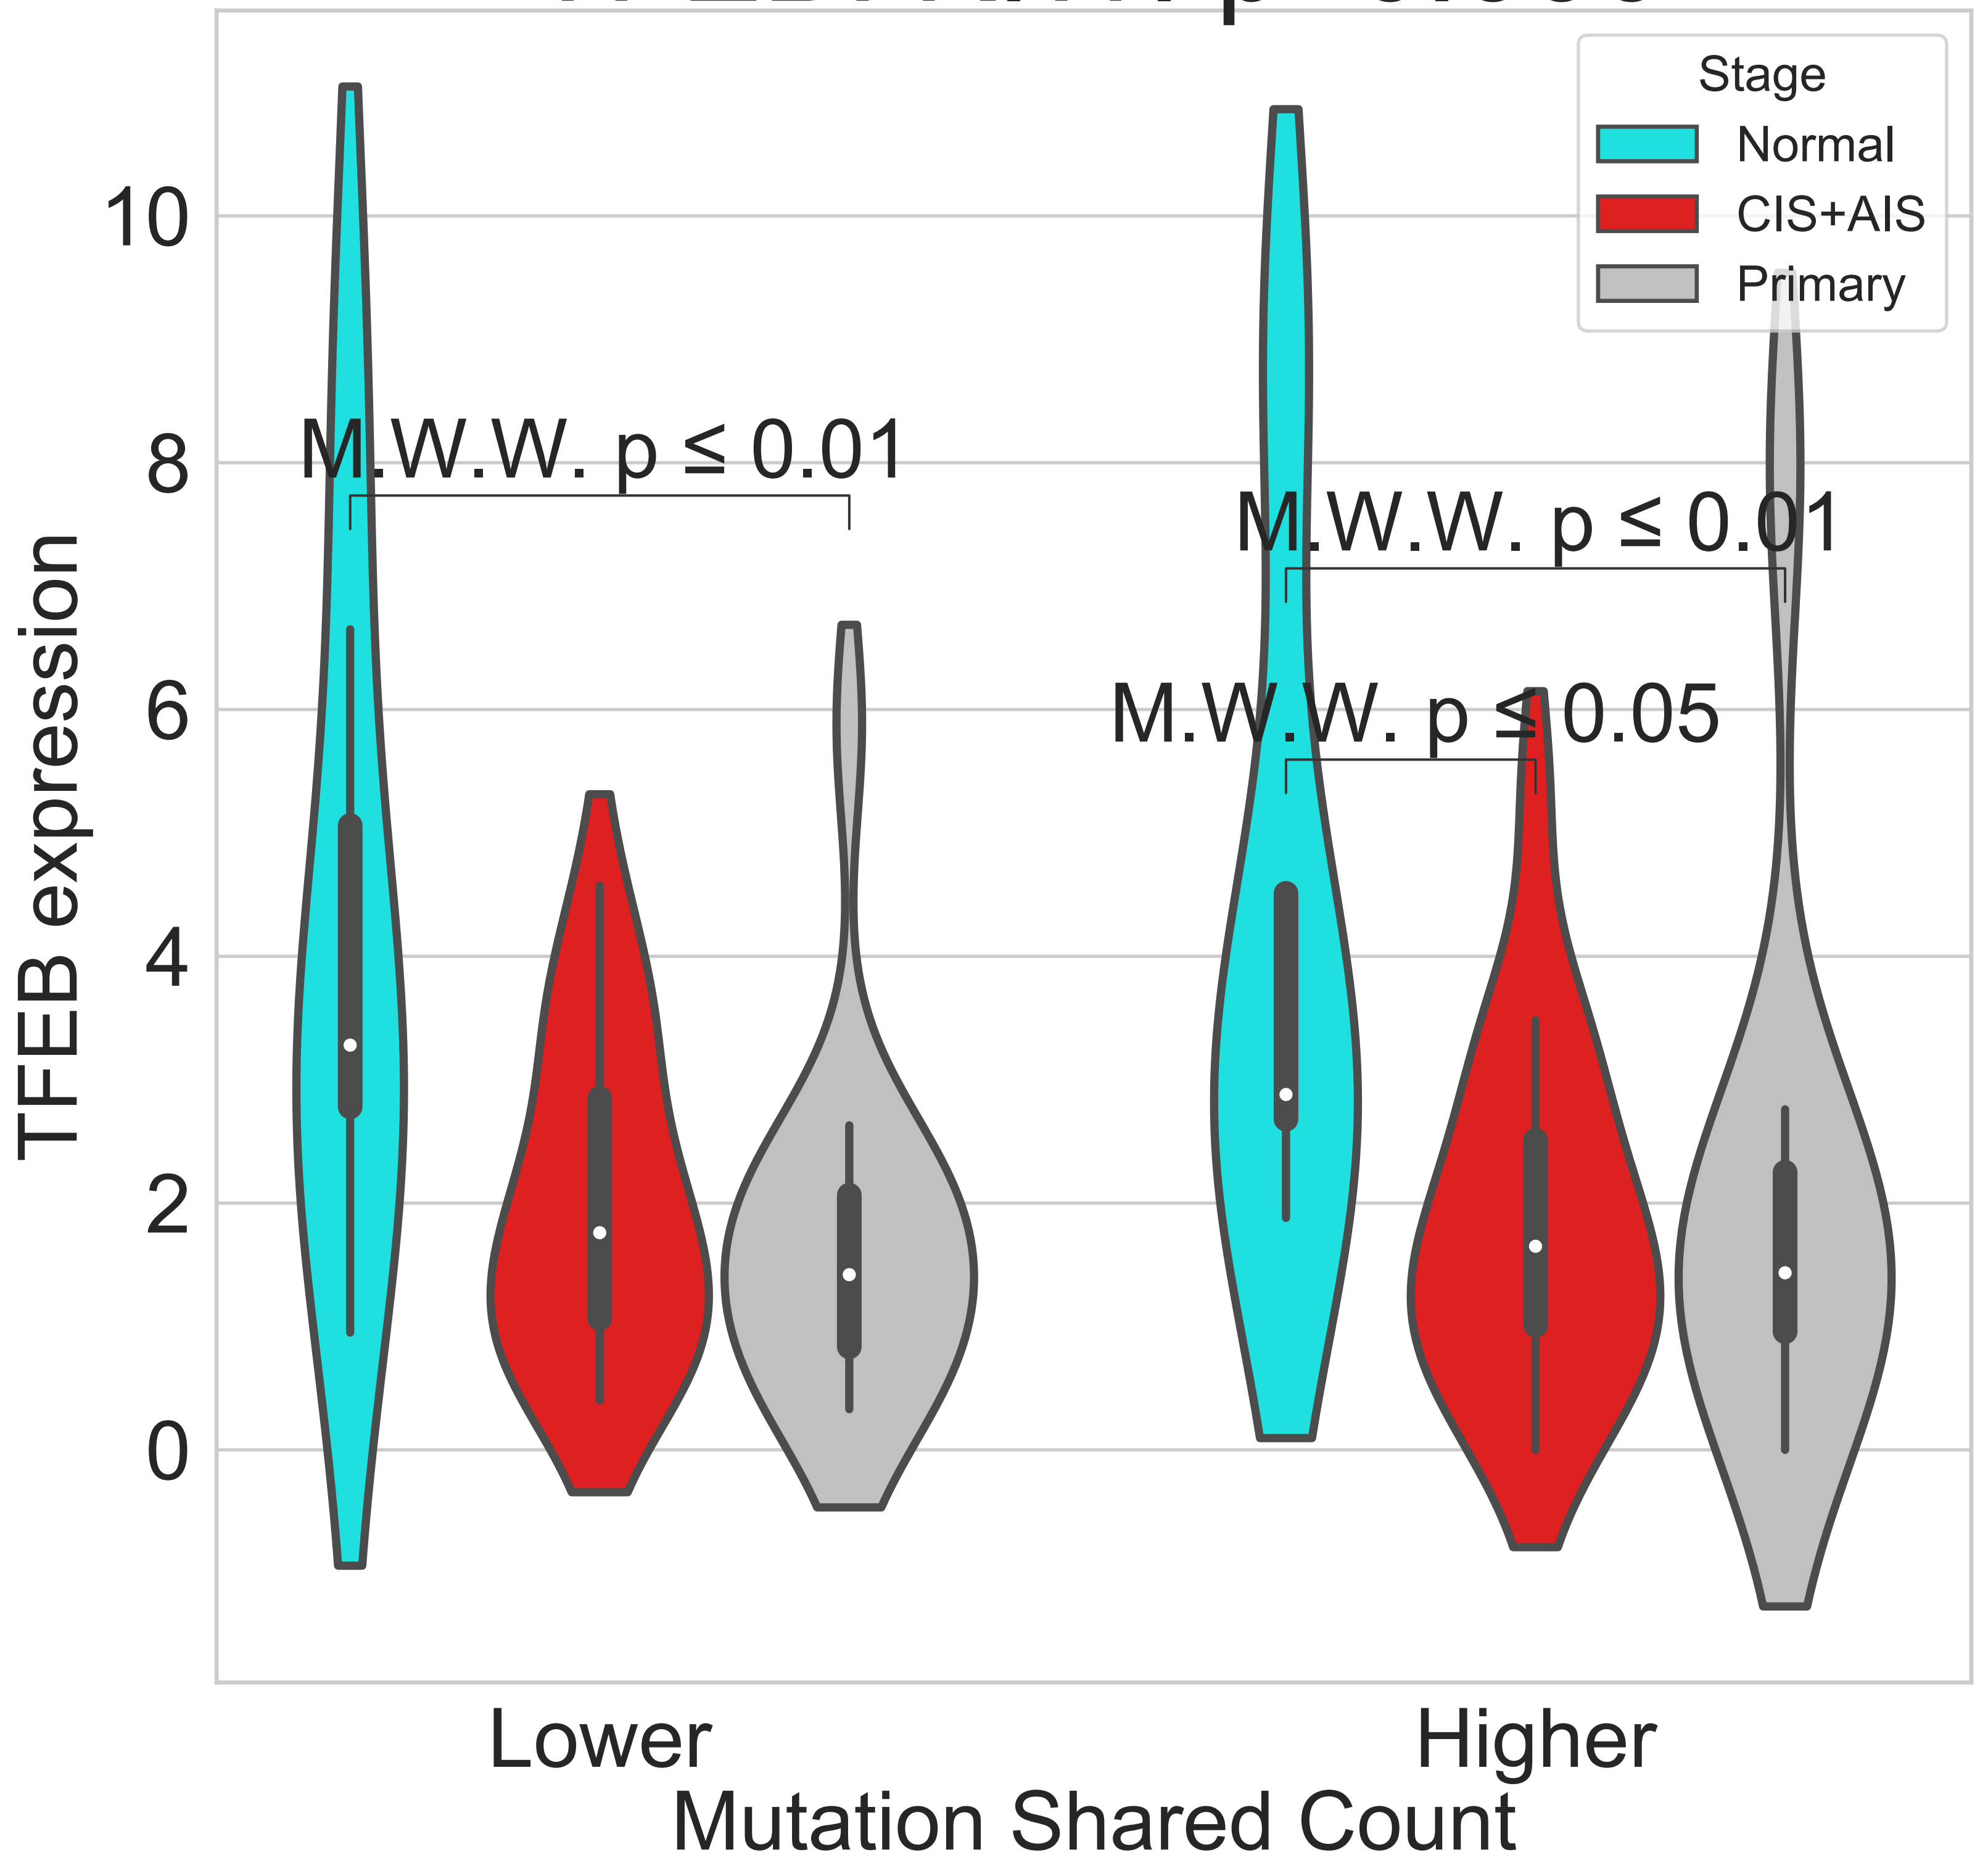 Stage
Normal
CIS+AIS
Primary
10
8
6
4
2
0
TFEB expression
M.W.W. p ≤ 0.01
M.W.W. p ≤ 0.01
M.W.W. p ≤ 0.05
Lower
Higher
Mutation Shared Count